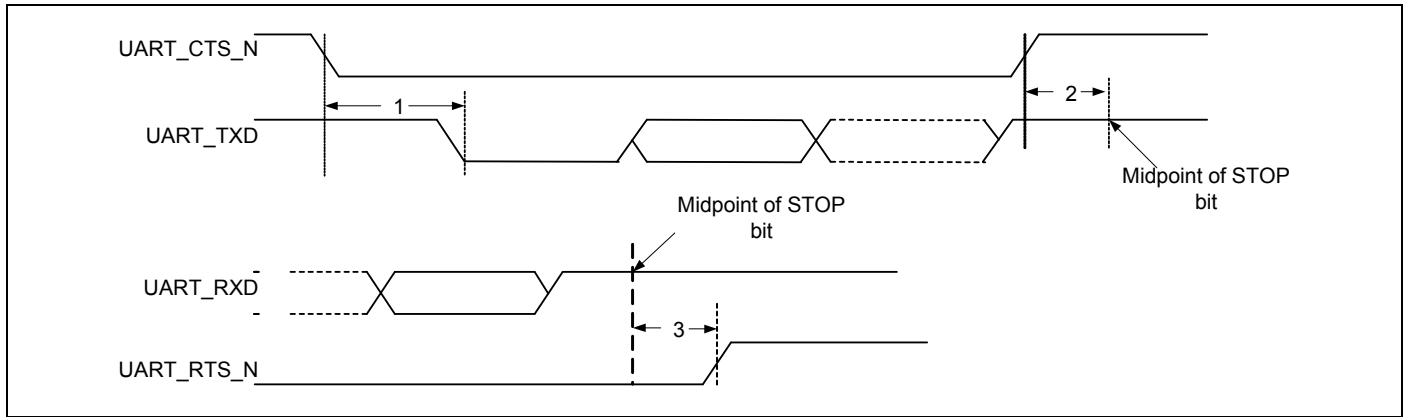 UART_CTS_N
1
2
UART_TXD
Midpoint of STOP
bit
Midpoint of STOP
bit
UART_RXD
3
UART_RTS_N